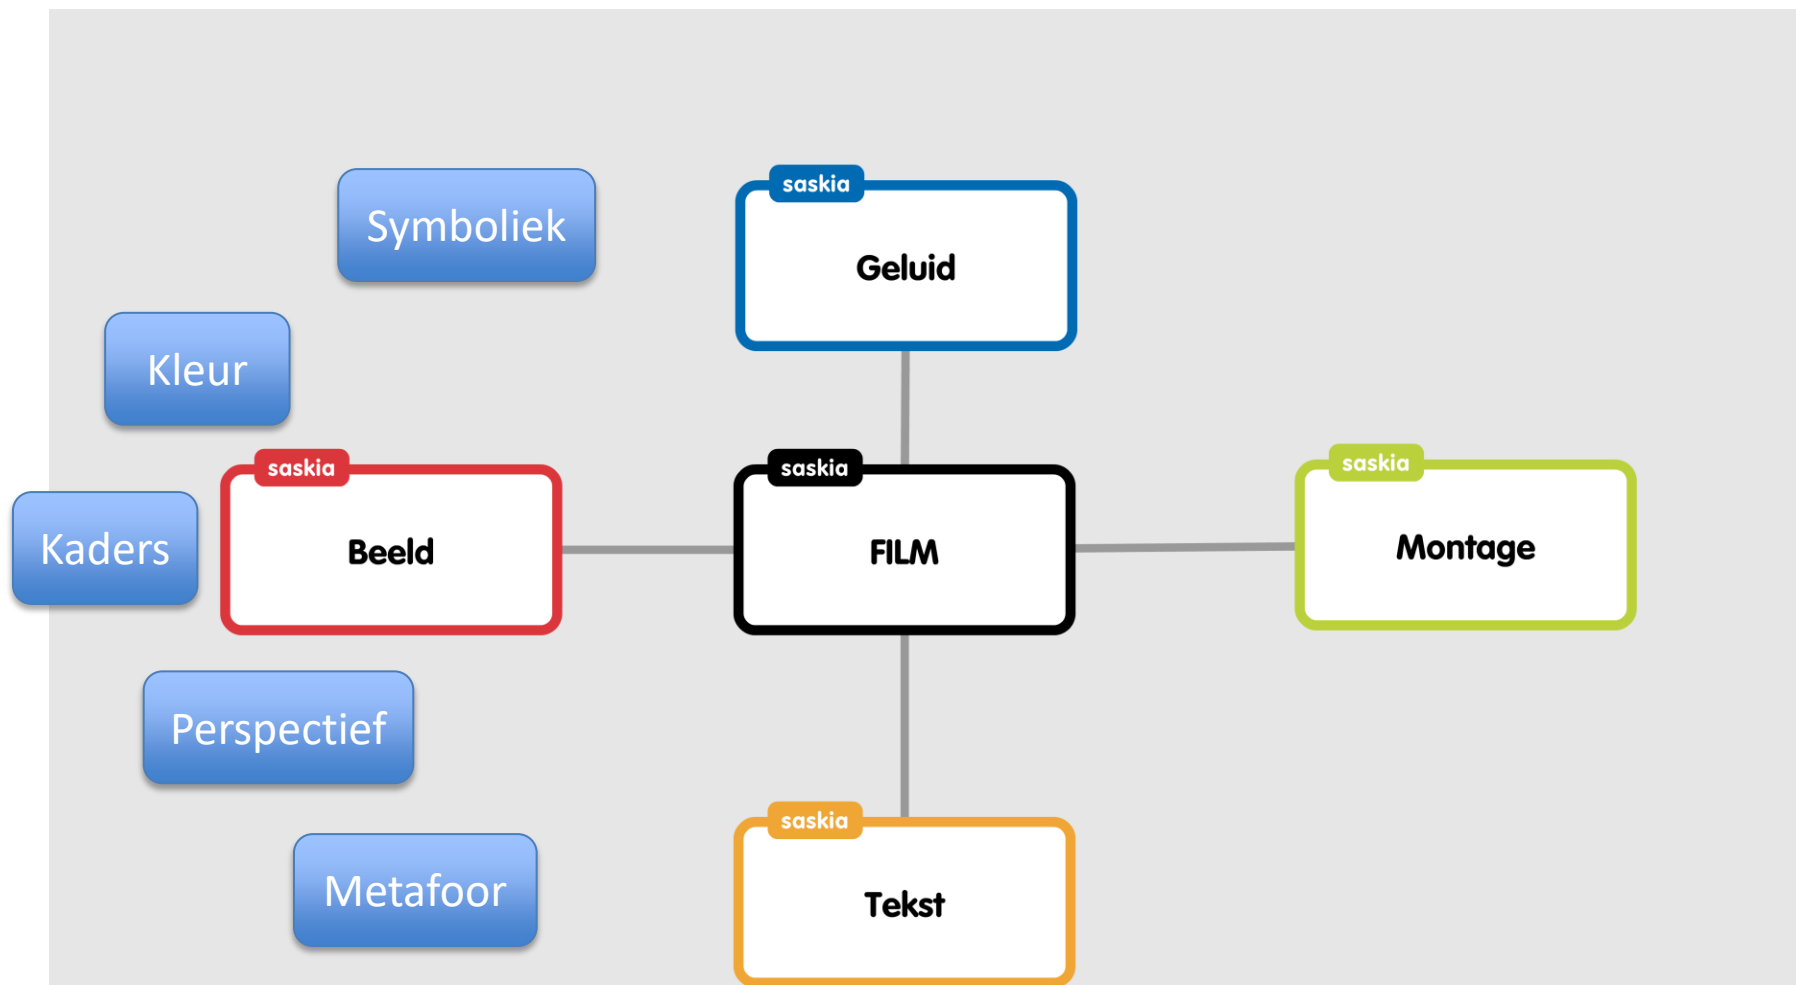 Symboliek
saskia
Geluid
Kleur
saskia
Beeld
saskia
FILM
saskia
Montage
Kaders
Perspectief
saskia
Tekst
Metafoor